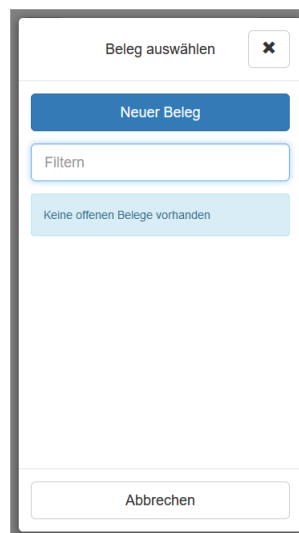 Beleg auswählen
Neuer Beleg
Filtern
Keine offenen Belege vorhanden
Abbrechen